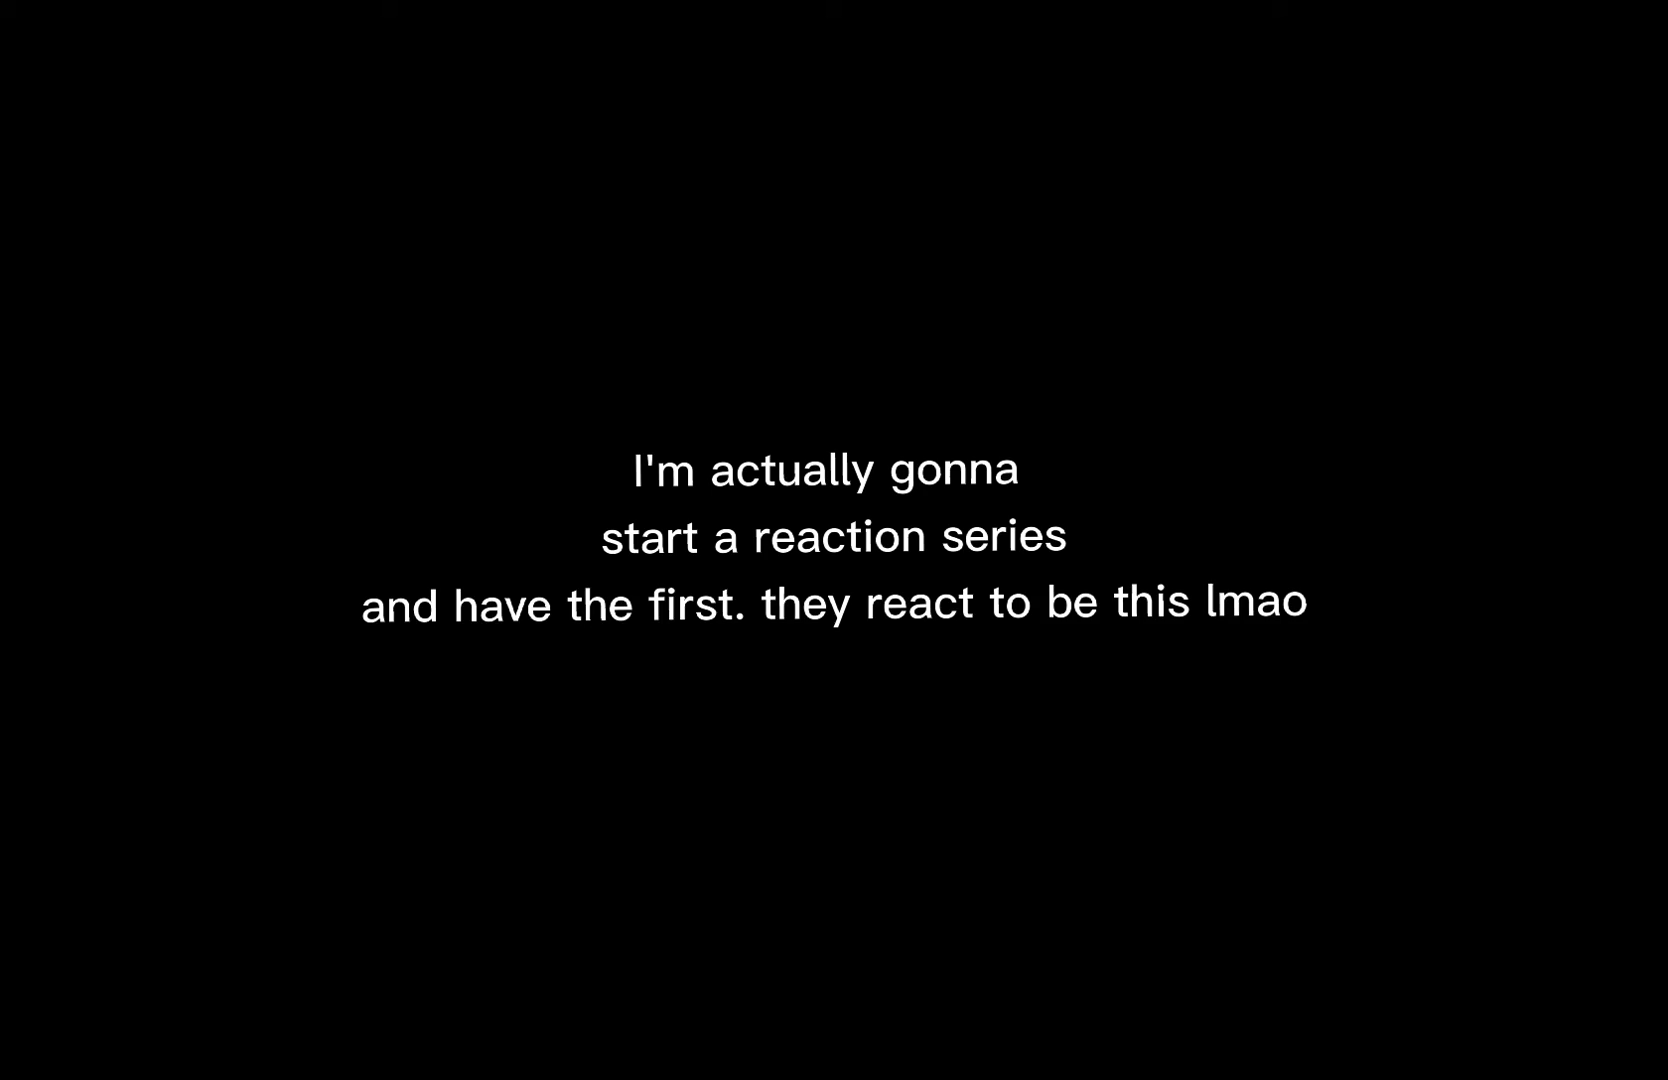 I'm actually gonna
start a reaction series
and have the first. they react to be this lmao